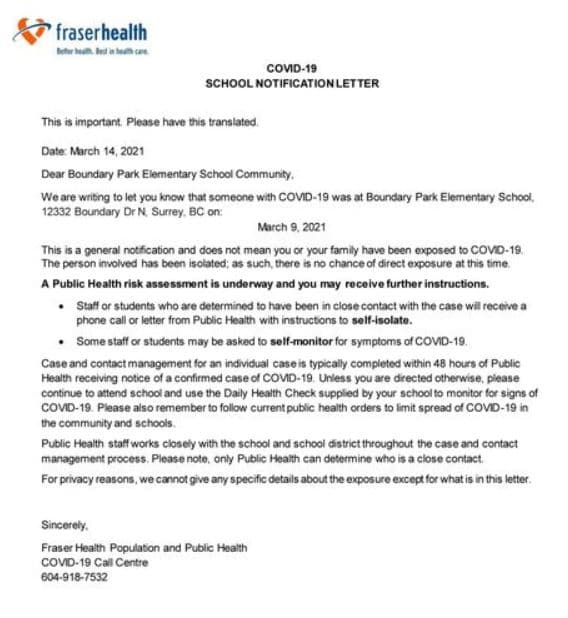 fraserhealth
Better health. Best in health care.
COVID-19
SCHOOL NOTIFICATION LETTER
This is important. Please have this translated.
Date: March 14, 2021
Dear Boundary Park Elementary School Community,
We are writing to let you know that someone with COVID-19 was at Boundary Park Elementary School,
12332 Boundary Dr N, Surrey, BC on:
March 9, 2021
This is a general notification and does not mean you or your family have been exposed to COVID-19.
The person involved has been isolated; as such, there is no chance of direct exposure at this time.
A Public Health risk assessment is underway and you may receive further instructions.
• Staff or students who are determined to have been in close contact with the case will receive a
phone call or letter from Public Health with instructions to self-isolate.
• Some staff or students may be asked to self-monitor for symptoms of COVID-19.
Case and contact management for an individual case is typically completed within 48 hours of Public
Health receiving notice of a confirmed case of COVID-19. Unless you are directed otherwise, please
continue to attend school and use the Daily Health Check supplied by your school to monitor for signs of
COVID-19. Please also remember to follow current public health orders to limit spread of COVID-19 in
the community and schools.
Public Health staff works closely with the school and school district throughout the case and contact
management process. Please note, only Public Health can determine who is a close contact.
For privacy reasons, we cannot give any specific details about the exposure except for what is in this letter.
Sincerely,
Fraser Health Population and Public Health
COVID-19 Call Centre
604-918-7532